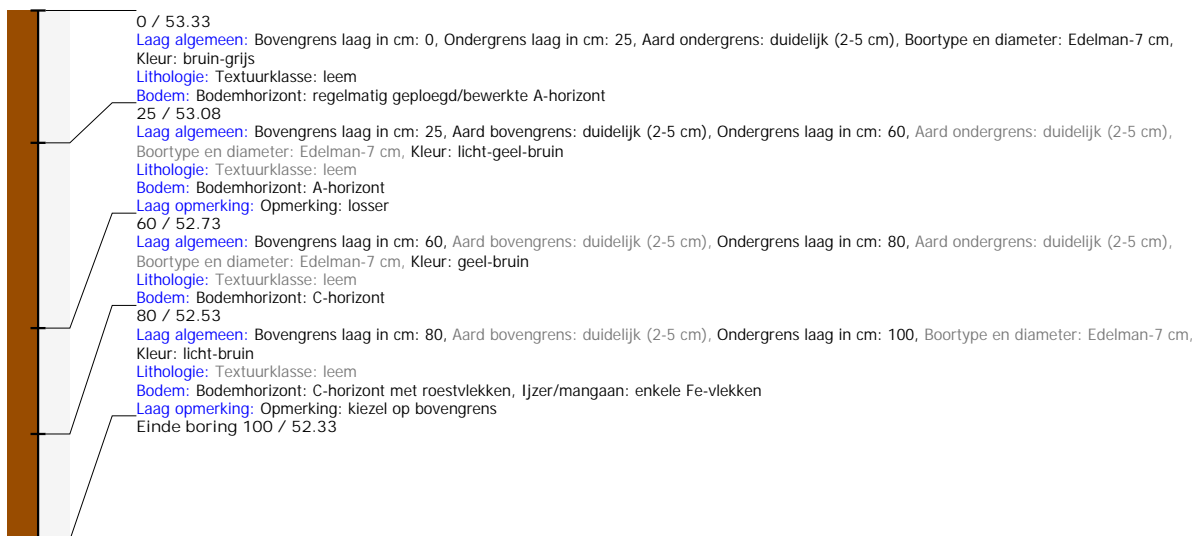 0 / 53.33
Laag algemeen: Bovengrens laag in cm: 0, Ondergrens laag in cm: 25, Aard ondergrens: duidelijk (2-5 cm), Boortype en diameter: Edelman-7 cm,
Kleur: bruin-grijs
Lithologie: Textuurklasse: leem
Bodem: Bodemhorizont: regelmatig geploegd/bewerkte A-horizont
25 / 53.08
Laag algemeen: Bovengrens laag in cm: 25, Aard bovengrens: duidelijk (2-5 cm), Ondergrens laag in cm: 60, Aard ondergrens: duidelijk (2-5 cm),
Boortype en diameter: Edelman-7 cm, Kleur: licht-geel-bruin
Lithologie: Textuurklasse: leem
Bodem: Bodemhorizont: A-horizont
Laag opmerking: Opmerking: losser
60 / 52.73
Laag algemeen: Bovengrens laag in cm: 60, Aard bovengrens: duidelijk (2-5 cm), Ondergrens laag in cm: 80, Aard ondergrens: duidelijk (2-5 cm),
Boortype en diameter: Edelman-7 cm, Kleur: geel-bruin
Lithologie: Textuurklasse: leem
Bodem: Bodemhorizont: C-horizont
80 / 52.53
Laag algemeen: Bovengrens laag in cm: 80, Aard bovengrens: duidelijk (2-5 cm), Ondergrens laag in cm: 100, Boortype en diameter: Edelman-7 cm,
Kleur: licht-bruin
Lithologie: Textuurklasse: leem
Bodem: Bodemhorizont: C-horizont met roestvlekken, Ijzer/mangaan: enkele Fe-vlekken
Laag opmerking: Opmerking: kiezel op bovengrens
Einde boring 100 / 52.33